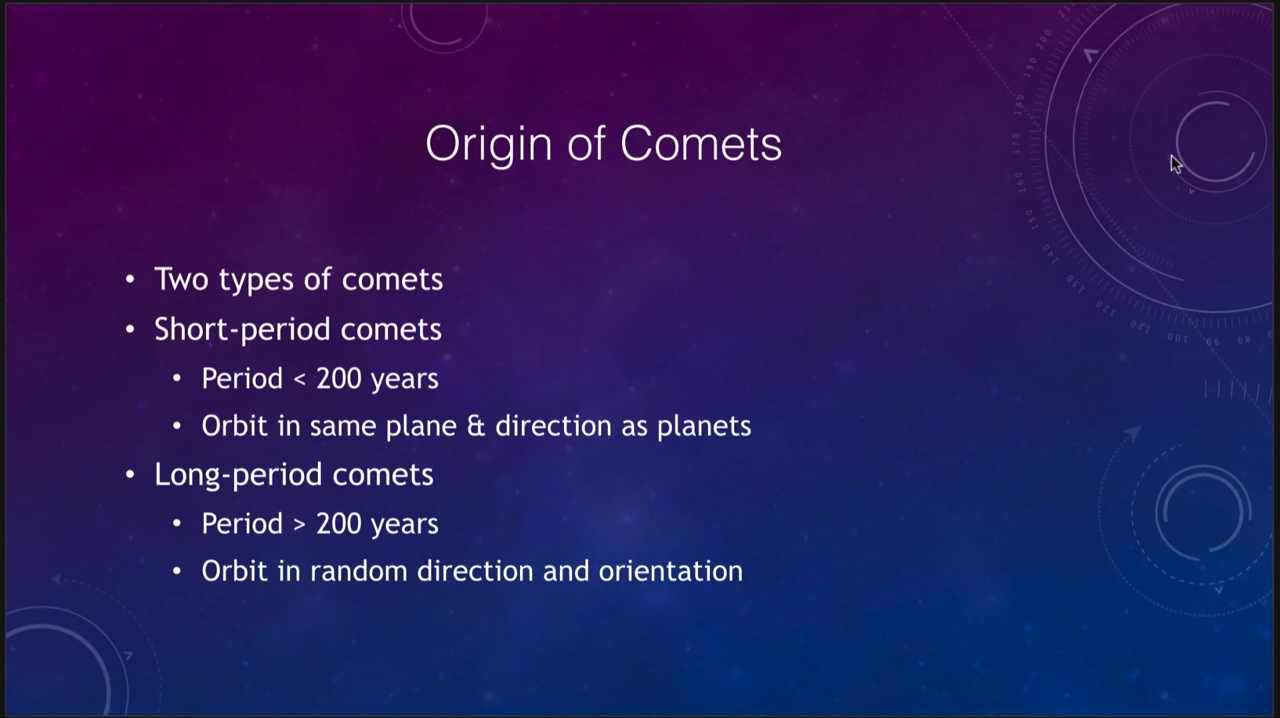 Origin of Comets
• Two types of comets
• Short-period comets
• Period < 200 years
• Orbit in same plane & direction as planets
• Long-period comets
• Period > 200 years
• Orbit in random direction and orientation